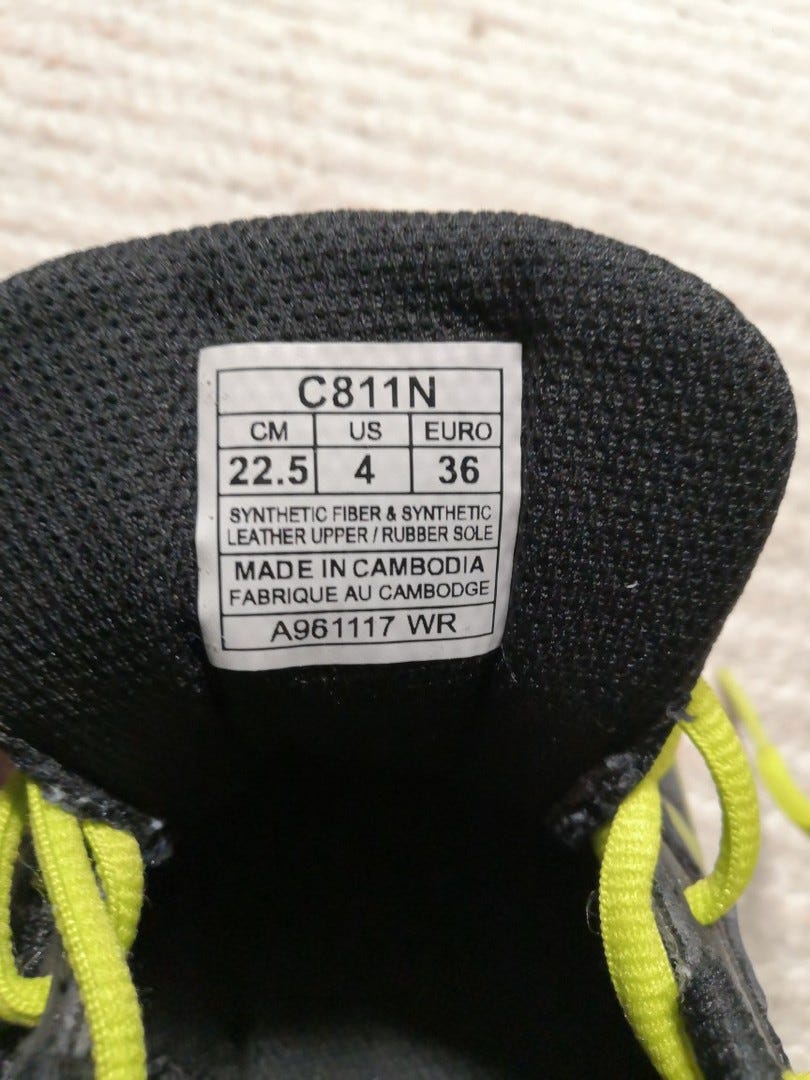 C811N
CM US EURO
22.5 4 36
SYNTHETIC FIBER & SYNTHETIC
LEATHER UPPER / RUBBER SOLE
MADE IN CAMBODIA
FABRIQUE AU CAMBODGE
A961117 WR